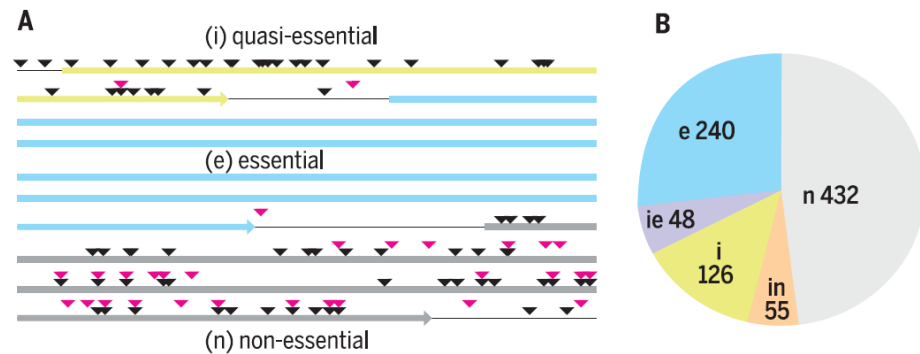 A
(i) quasi-essential
(e) essential
(n) non-essential
B
e 240
n 432
ie 48
i
126
in
55